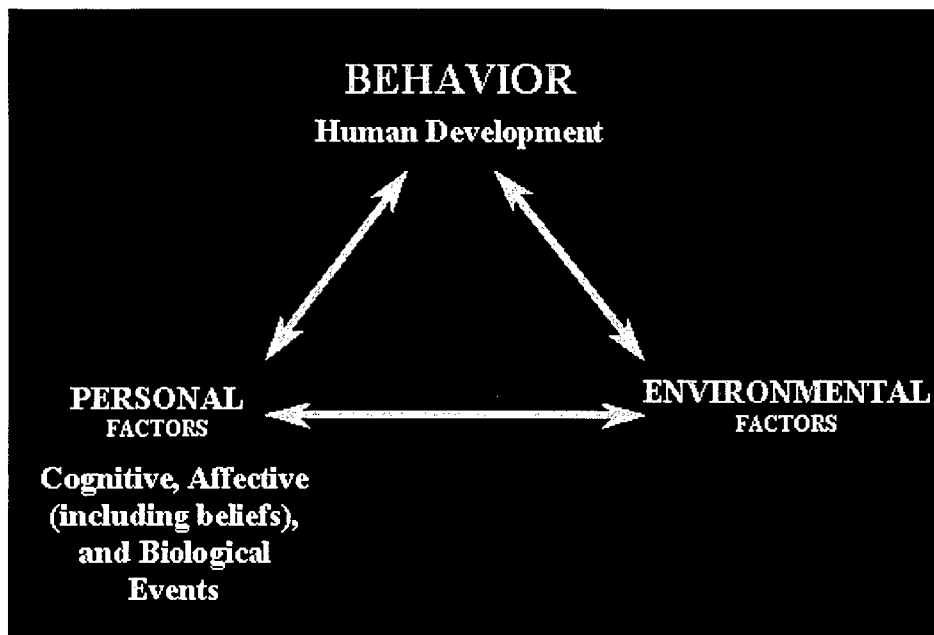 BEHAVIOR
Human Development
PERSONAL
FACTORS
ENVIRONMENTAL
FACTORS
Cognitive, Affective
(including beliefs),
and Biological
Events